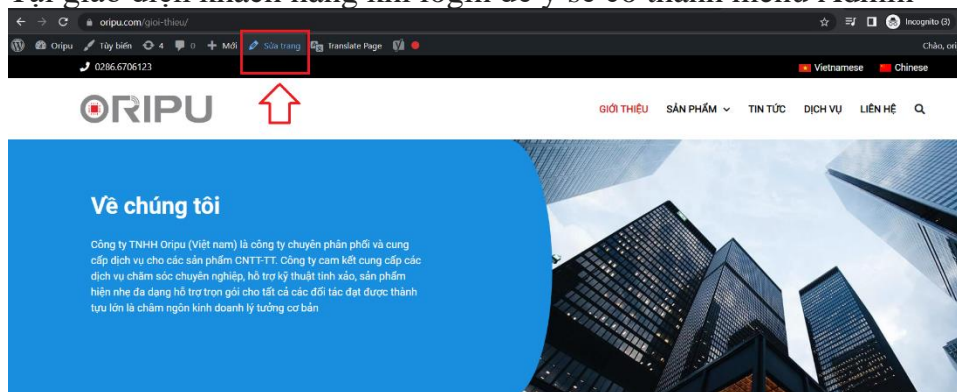 Tại giao diện khách hàng khi login để ý sẽ có thanh menu Admin
oripu.com/gioi-thieu/
Incognito (3)
Oripu Tùy biến 4 0 Mới Sửa trang Translate Page
Chào, ori
0286.6706123
Vietnamese Chinese
ORIPU
GIỚI THIỆU SẢN PHẨM TIN TỨC DỊCH VỤ LIÊN HỆ
Về chúng tôi
Công ty TNHH Oripu (Việt nam) là công ty chuyên phân phối và cung
cấp dịch vụ cho các sản phẩm CNTT-TT. Công ty cam kết cung cấp các
dịch vụ chăm sóc chuyên nghiệp, hỗ trợ kỹ thuật tinh xảo, sản phẩm
hiện nhẹ đa dạng hỗ trợ trọn gói cho tất cả các đối tác đạt được thành
tựu lớn là châm ngôn kinh doanh lý tưởng cơ bản